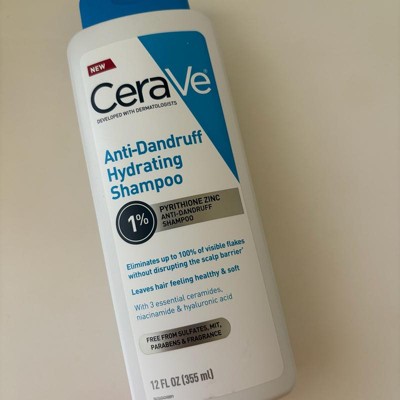 NEW
CeraVe®
DEVELOPED WITH DERMATOLOGISTS
Anti-Dandruff
Hydrating
Shampoo
1%
PYRITHIONE ZINC
ANTI-DANDRUFF
SHAMPOO
Eliminates up to 100% of visible flakes
without disrupting the scalp barrier*
Leaves hair feeling healthy & soft
With 3 essential ceramides,
niacinamide & hyaluronic acid
FREE FROM SULFATES, MIT,
PARABENS & FRAGRANCE
12 FL OZ (355 ml)